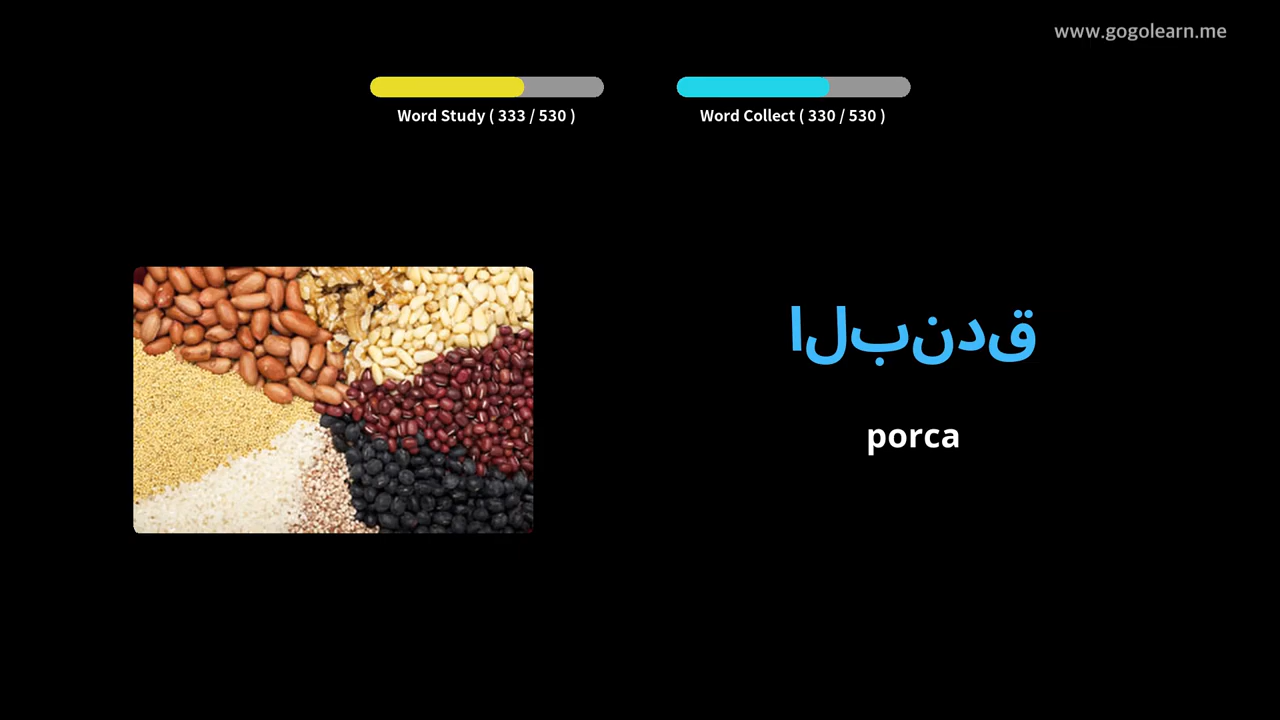 www.gogolearn.me
Word Study ( 333 / 530 )
Word Collect ( 330 / 530 )
البندق
porca